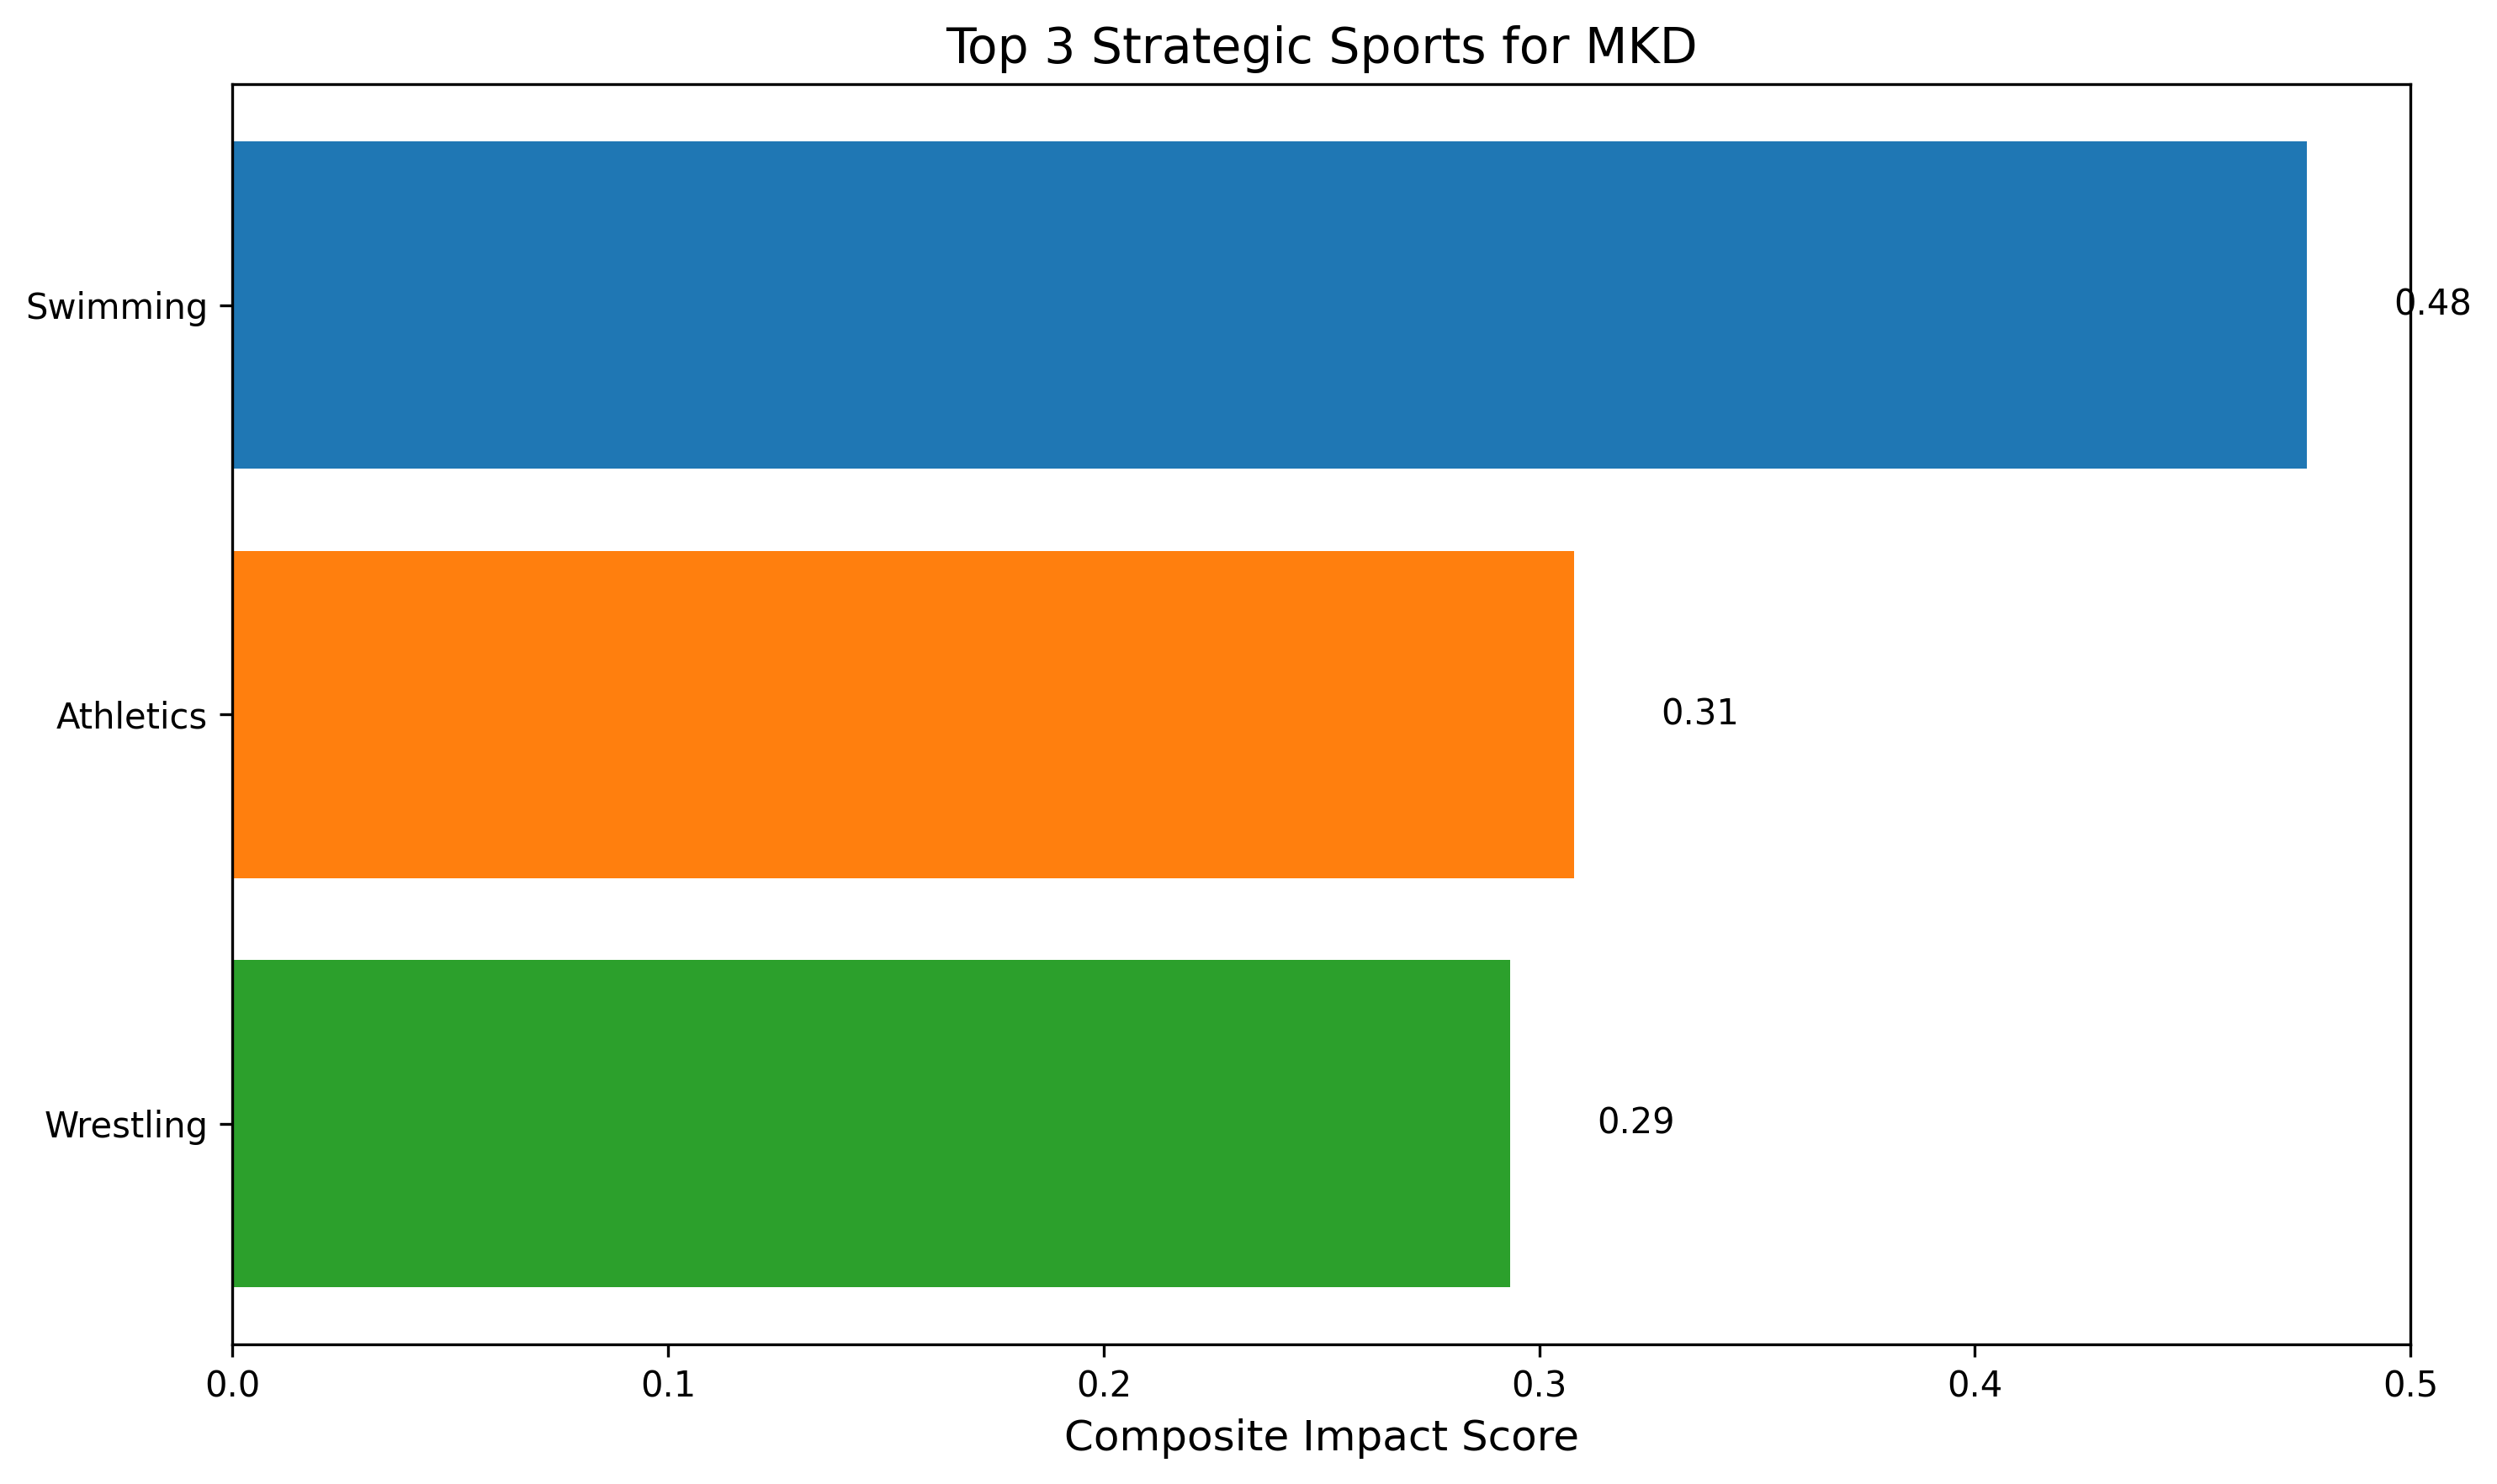 Top 3 Strategic Sports for MKD
Swimming
0.48
Athletics
0.31
Wrestling
0.29
0.0 0.1 0.2 0.3 0.4 0.5
Composite Impact Score